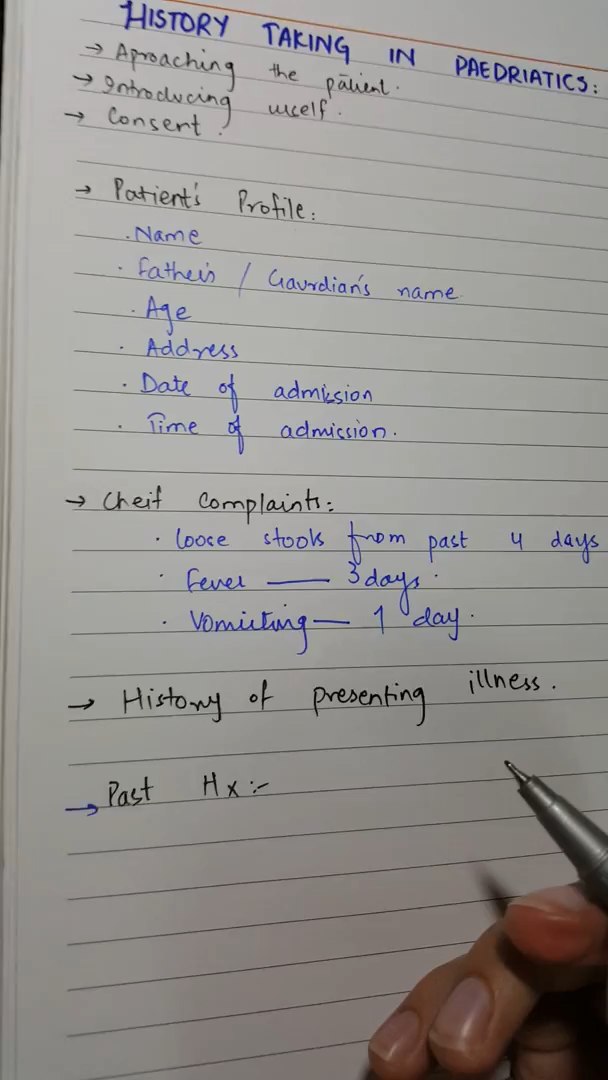 HISTORY TAKING IN PAEDRIATICS:
→ Aproaching the patient.
→ Introducing urself.
→ Consent.
→ Patient's Profile:
. Name
. Father's / Gaurdian's name
. Age
. Address
. Date of admission
. Time of admission.
→ Cheif Complaints:
. loose stools from past 4 days
. Fever — 3 days.
. Vomiting — 1 day.
→ History of presenting illness.
→ Past Hx:-